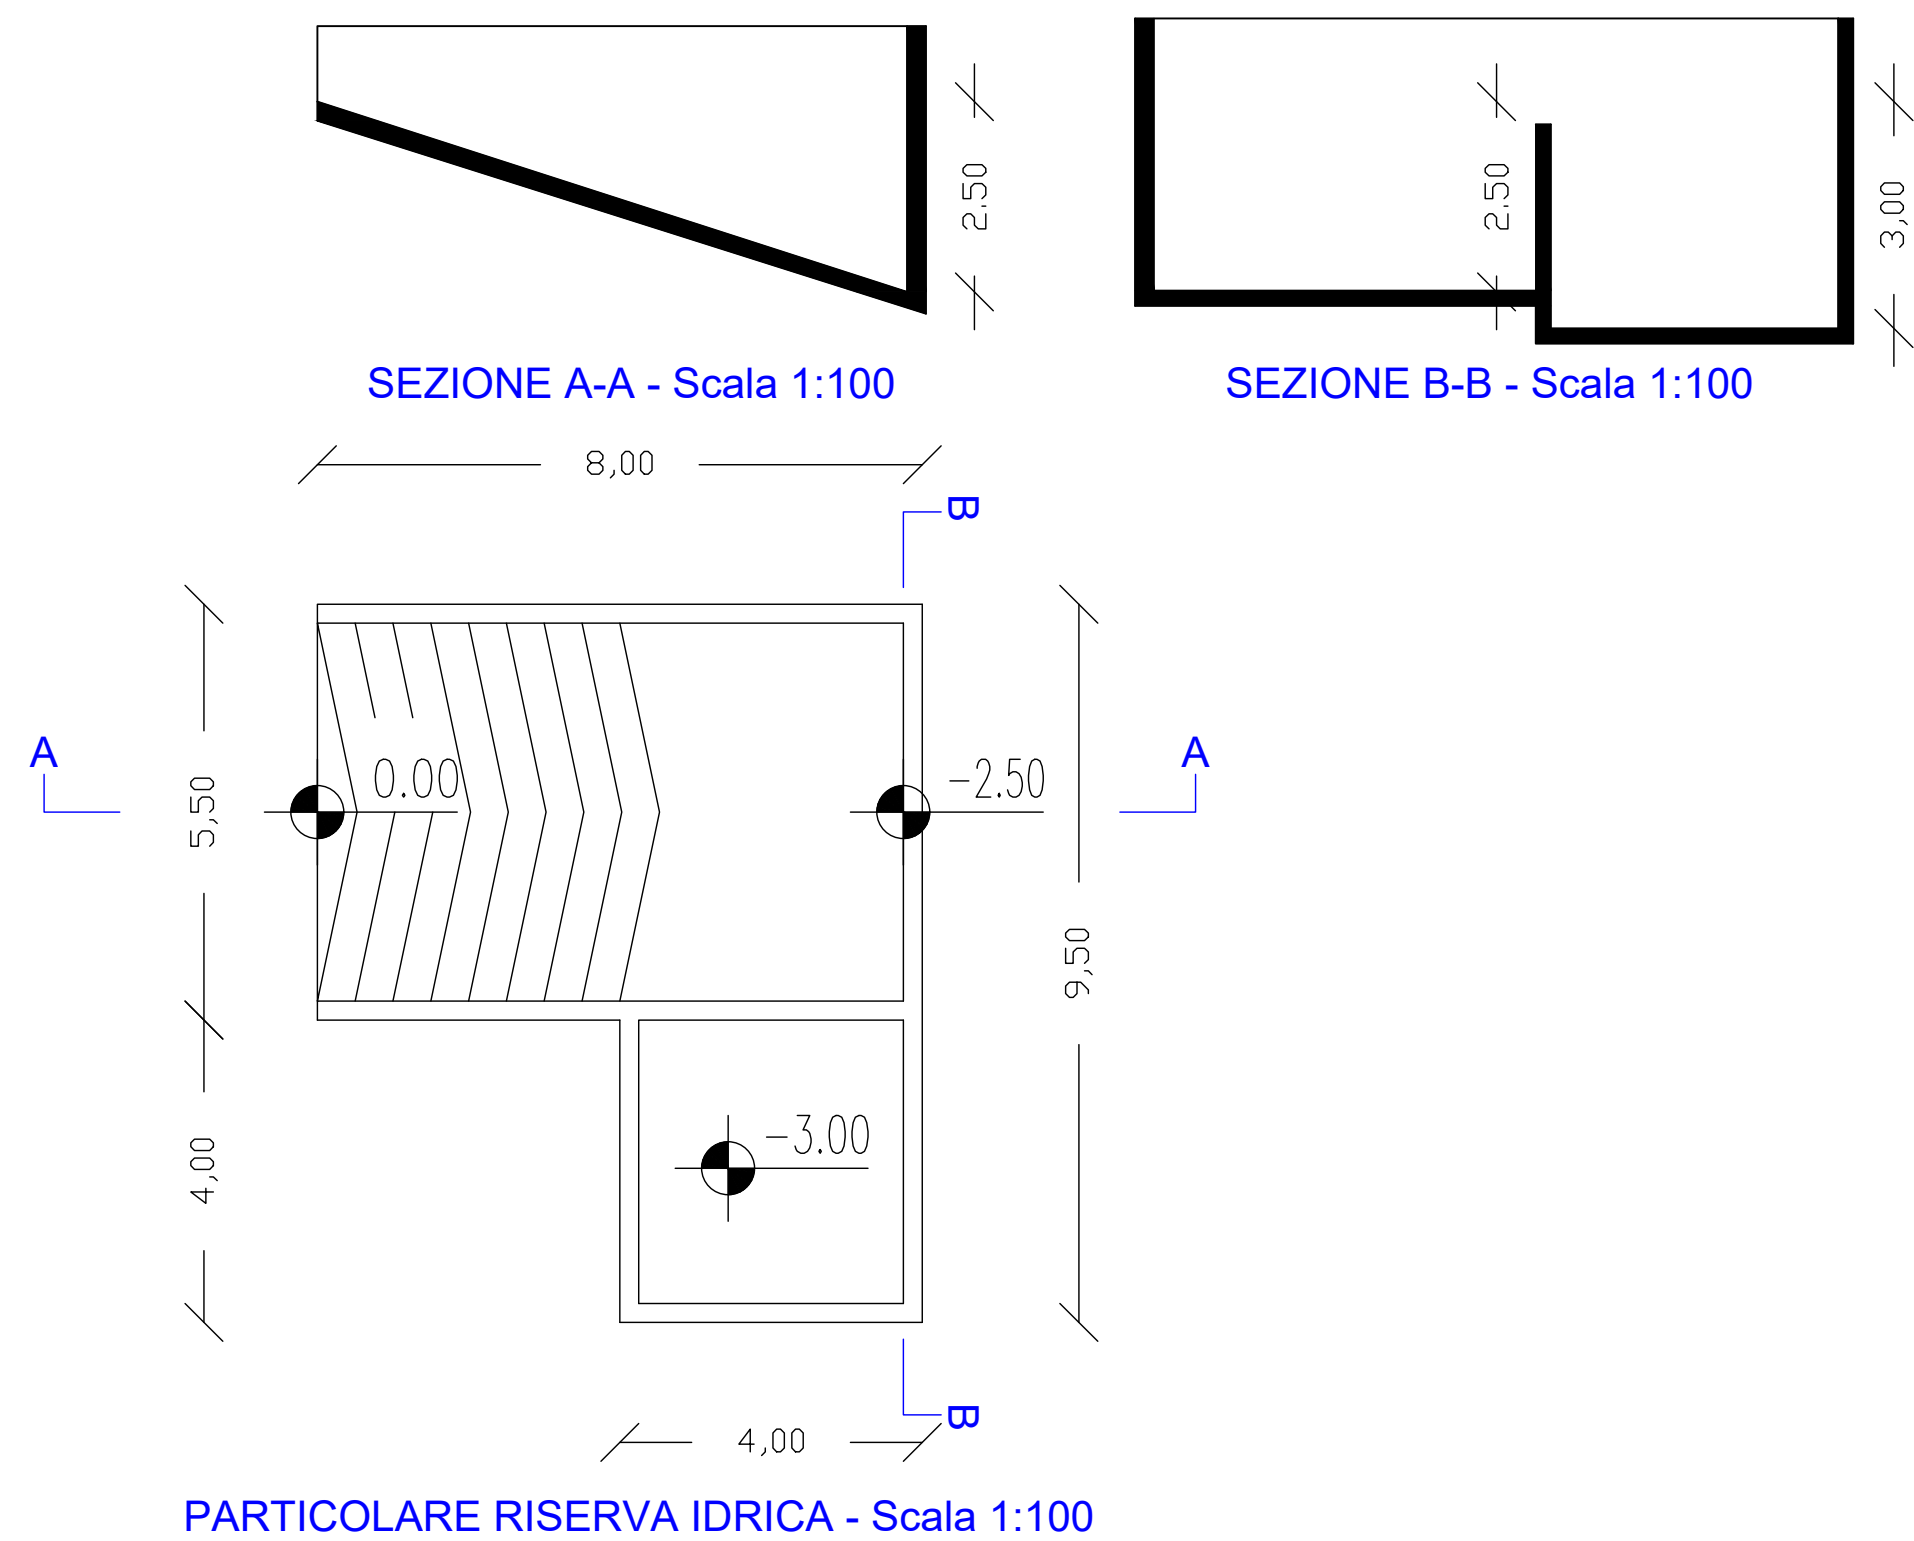 2.50
2.50
3,00
SEZIONE A-A - Scala 1:100
SEZIONE B-B - Scala 1:100
8,00
B
A
0.00
-2.50
A
5,50
9,50
-3.00
4,00
B
4,00
PARTICOLARE RISERVA IDRICA - Scala 1:100